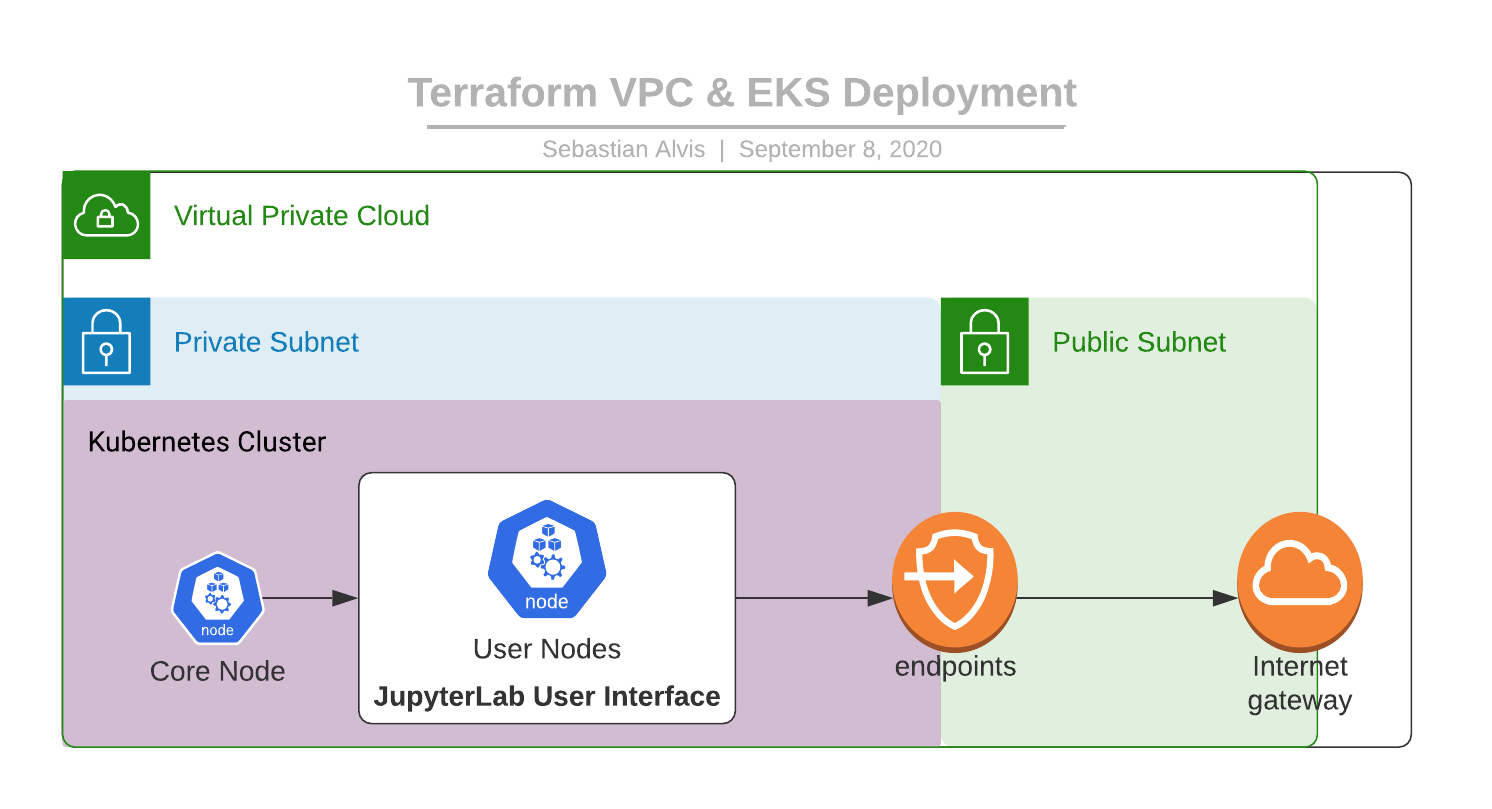 Terraform VPC & EKS Deployment
Sebastian Alvis | September 8, 2020
Virtual Private Cloud
Private Subnet
Public Subnet
Kubernetes Cluster
node
Core Node
node
User Nodes
JupyterLab User Interface
endpoints
Internet
gateway